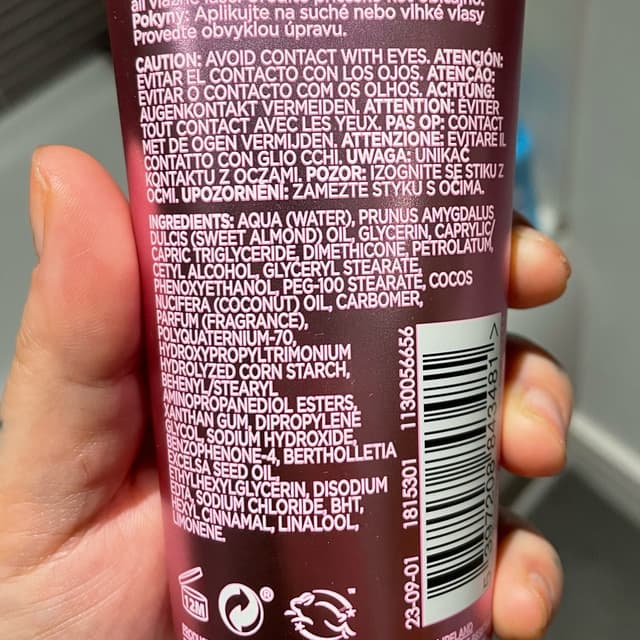 Pokyny: Aplikujte na suché nebo vlhké vlasy
Proveďte obvyklou úpravu.
CAUTION: AVOID CONTACT WITH EYES. ATENCIÓN:
EVITAR EL CONTACTO CON LOS OJOS. ATENÇAO:
EVITAR O CONTACTO COM OS OLHOS. ACHTUNG:
AUGENKONTAKT VERMEIDEN. ATTENTION: ÉVITER
TOUT CONTACT AVEC LES YEUX. PAS OP: CONTACT
MET DE OGEN VERMIJDEN. ATTENZIONE: EVITARE IL
CONTATTO CON GLIO CCHI. UWAGA: UNIKAĆ
KONTAKTU Z OCZAMI. POZOR: IZOGNITE SE STIKU Z
OČMI. UPOZORNĚNÍ: ZAMEZTE STYKU S OČIMA.
INGREDIENTS: AQUA (WATER), PRUNUS AMYGDALUS
DULCIS (SWEET ALMOND) OIL, GLYCERIN, CAPRYLIC/
CAPRIC TRIGLYCERIDE, DIMETHICONE, PETROLATUM,
CETYL ALCOHOL, GLYCERYL STEARATE,
PHENOXYETHANOL, PEG-100 STEARATE, COCOS
NUCIFERA (COCONUT) OIL, CARBOMER,
PARFUM (FRAGRANCE),
POLYQUATERNIUM-70,
HYDROXYPROPYLTRIMONIUM
HYDROLYZED CORN STARCH,
BEHENYL/STEARYL
AMINOPROPANEDIOL ESTERS,
XANTHAN GUM, DIPROPYLENE
GLYCOL, SODIUM HYDROXIDE,
BENZOPHENONE-4, BERTHOLLETIA
EXCELSA SEED OIL,
ETHYLHEXYLGLYCERIN, DISODIUM
EDTA, SODIUM CHLORIDE, BHT,
HEXYL CINNAMAL, LINALOOL,
LIMONENE.
1130056656
23-09-01 1815301
12M